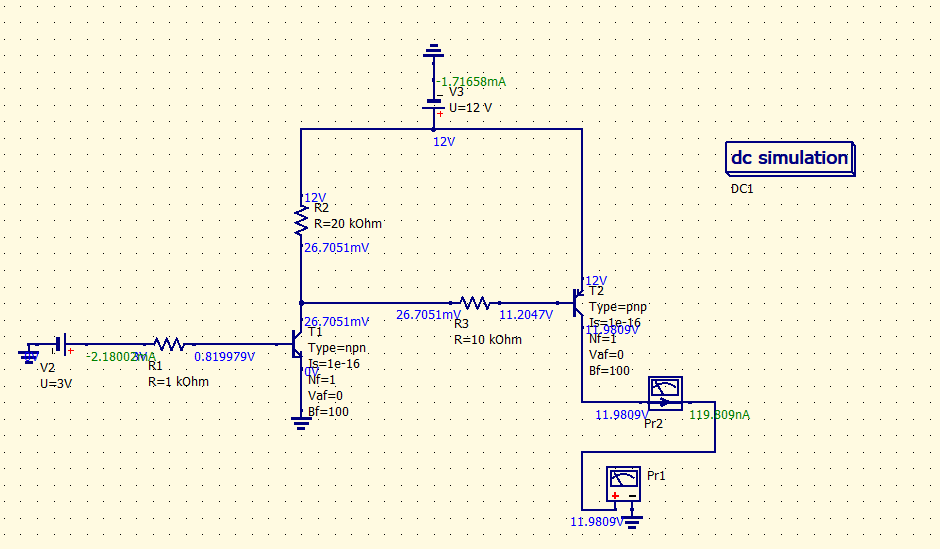 -1.71658mA
V3
U=12 V
12V
dc simulation
DC1
12V
R2
R=20 kOhm
26.7051mV
12V
T2
Type=pnp
Is=1e-16
11.9809V
Nf=1
Vaf=0
Bf=100
26.7051mV
11.2047V
R3
R=10 kOhm
26.7051mV
T1
Type=npn
Is=1e-16
0V
Nf=1
Vaf=0
Bf=100
-2.18002mA
3V
0.819979V
V2
U=3V
R1
R=1 kOhm
11.9809V
119.809nA
Pr2
Pr1
11.9809V